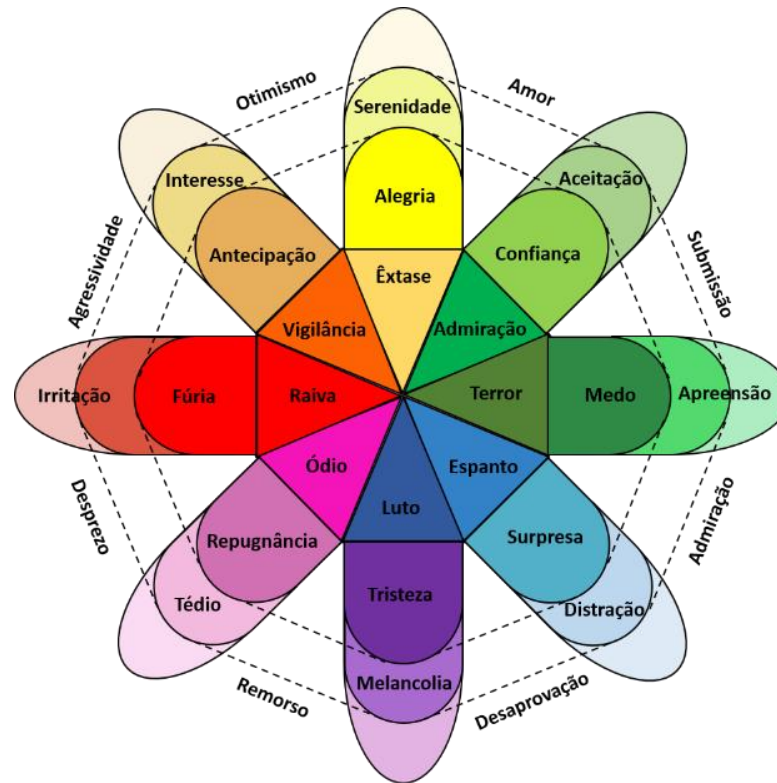 Otimismo
Amor
Serenidade
Interesse
Aceitação
Alegria
Antecipação
Confiança
Agressividade
Submissão
Êxtase
Vigilância
Admiração
Irritação
Fúria
Raiva
Terror
Medo
Apreensão
Ódio
Espanto
Luto
Desprezo
Admiração
Repugnância
Surpresa
Tédio
Tristeza
Distração
Melancolia
Remorso
Desaprovação